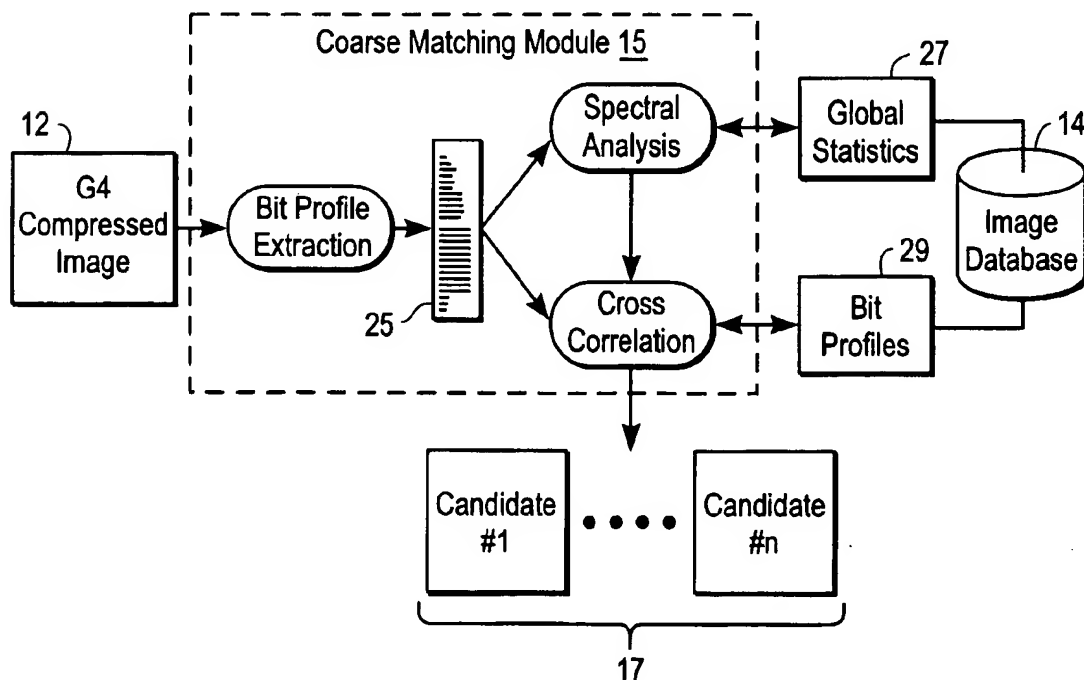 Coarse Matching Module 15
27
12
Spectral
Analysis
Global
Statistics
14
G4
Compressed
Image
Bit Profile
Extraction
Image
Database
25
29
Cross
Correlation
Bit
Profiles
Candidate
#1
Candidate
#n
17